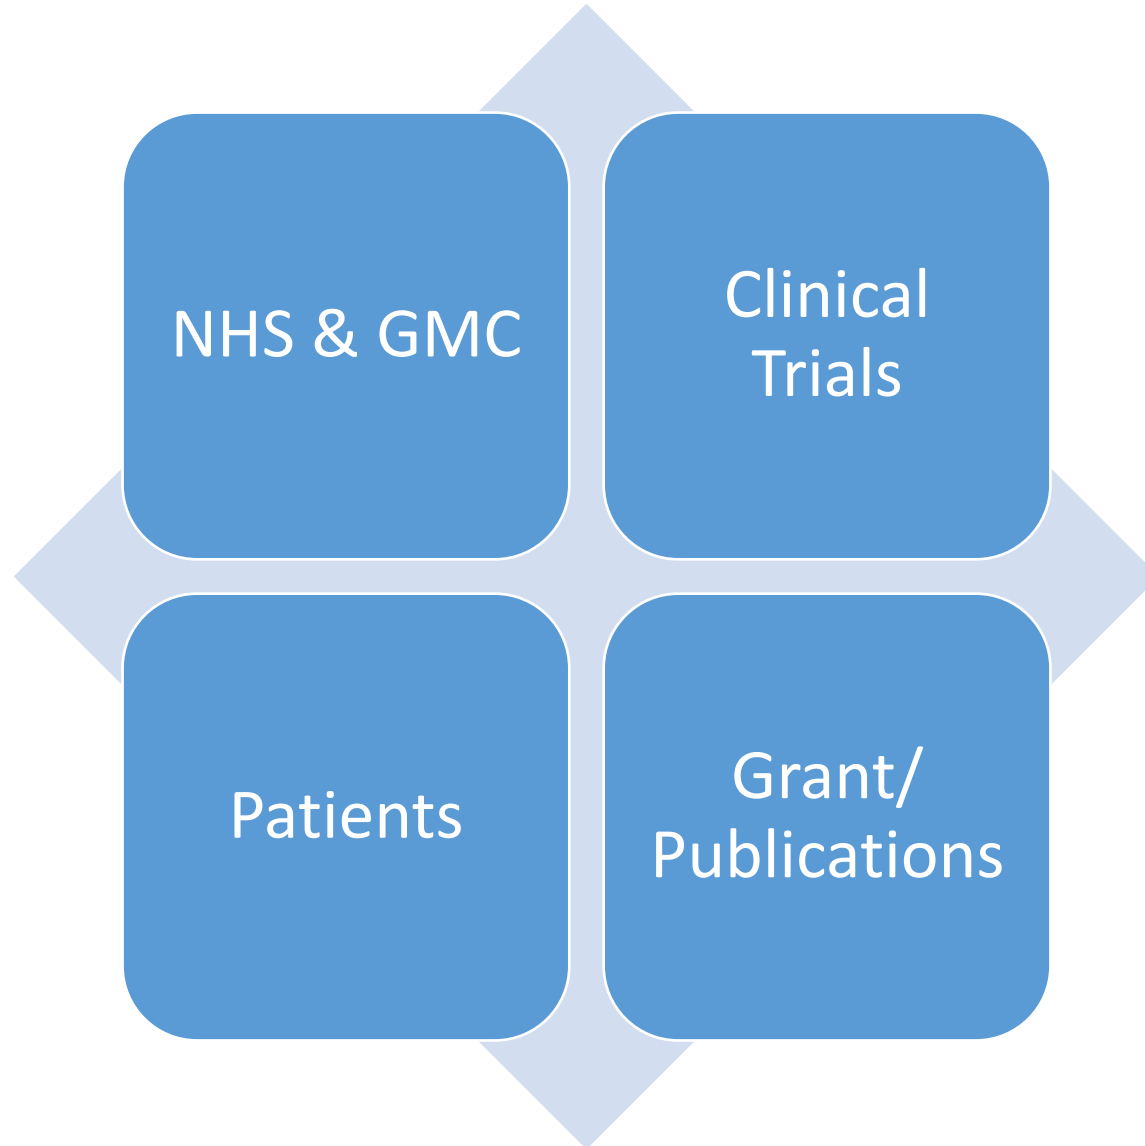 NHS & GMC
Clinical
Trials
Patients
Grant/
Publications